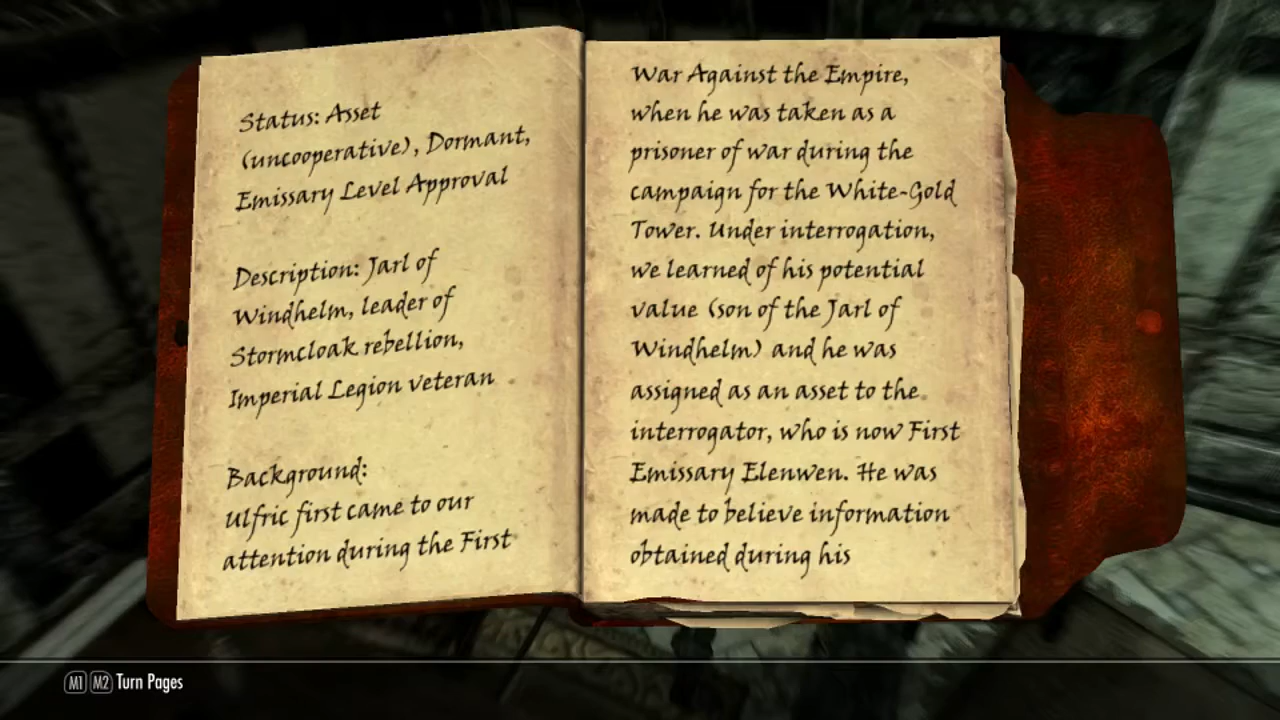 Status: Asset
(uncooperative), Dormant,
Emissary Level Approval
Description: Jarl of
Windhelm, leader of
Stormcloak rebellion,
Imperial Legion veteran
Background:
Ulfric first came to our
attention during the First
War Against the Empire,
when he was taken as a
prisoner of war during the
campaign for the White-Gold
Tower. Under interrogation,
we learned of his potential
value (son of the Jarl of
Windhelm) and he was
assigned as an asset to the
interrogator, who is now First
Emissary Elenwen. He was
made to believe information
obtained during his
M1 M2 Turn Pages